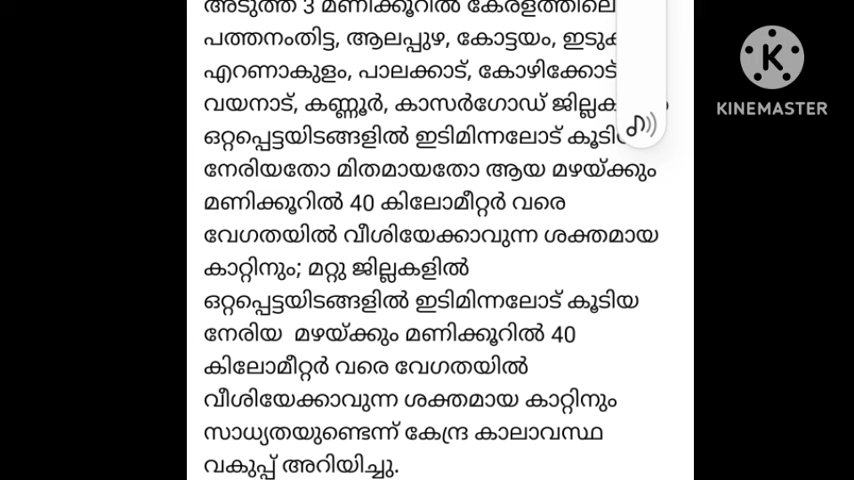 അടുത്ത 3 മണിക്കൂറിൽ കേരളത്തിലെ
പത്തനംതിട്ട, ആലപ്പുഴ, കോട്ടയം,
എറണാകുളം, പാലക്കാട്, കോഴിക്കോട്
വയനാട്, കണ്ണൂർ, കാസർഗോഡ്
ഒറ്റപ്പെട്ടയിടങ്ങളിൽ ഇടിമിന്നലോട്
നേരിയതോ മിതമായതോ ആയ മഴയ്ക്കും
മണിക്കൂറിൽ 40 കിലോമീറ്റർ വരെ
വേഗതയിൽ വീശിയേക്കാവുന്ന ശക്തമായ
കാറ്റിനും; മറ്റു ജില്ലകളിൽ
ഒറ്റപ്പെട്ടയിടങ്ങളിൽ ഇടിമിന്നലോട് കൂടിയ
നേരിയ മഴയ്ക്കും മണിക്കൂറിൽ 40
കിലോമീറ്റർ വരെ വേഗതയിൽ
വീശിയേക്കാവുന്ന ശക്തമായ കാറ്റിനും
സാധ്യതയുണ്ടെന്ന് കേന്ദ്ര കാലാവസ്ഥ
വകുപ്പ് അറിയിച്ചു.
K
KINEMASTER